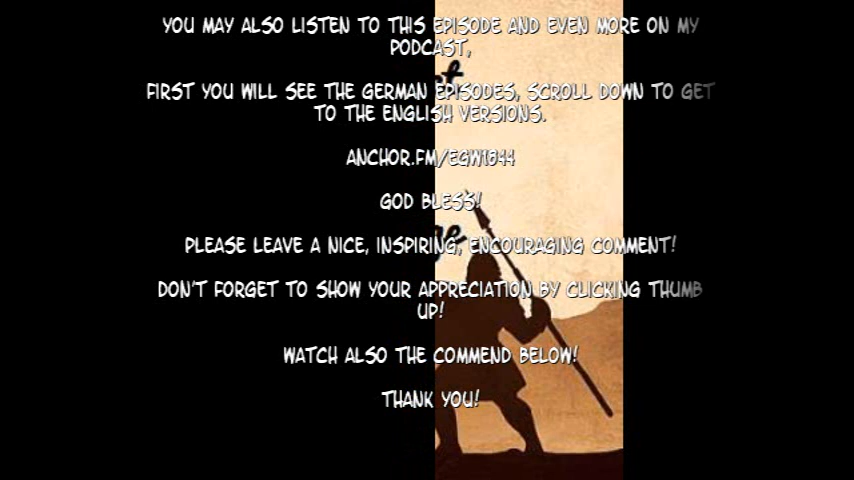 YOU MAY ALSO LISTEN TO THIS EPISODE AND EVEN MORE ON MY
PODCAST,
FIRST YOU WILL SEE THE GERMAN EPISODES, SCROLL DOWN TO GET
TO THE ENGLISH VERSIONS.
ANCHOR.FM/EGW1844
GOD BLESS!
PLEASE LEAVE A NICE, INSPIRING, ENCOURAGING COMMENT!
DON'T FORGET TO SHOW YOUR APPRECIATION BY CLICKING THUMB
UP!
WATCH ALSO THE COMMEND BELOW!
THANK YOU!